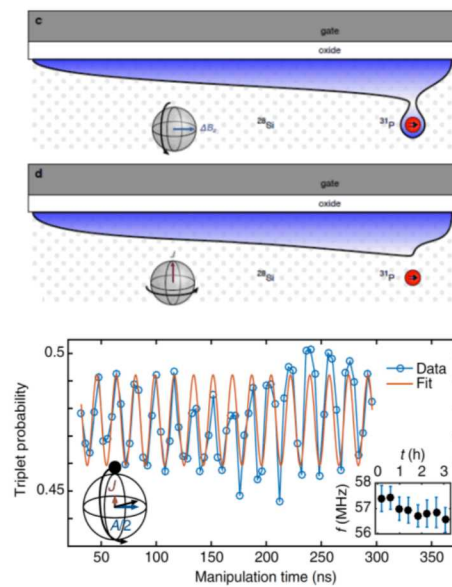 c
gate
oxide
ΔB_z
²⁸Si
³¹P
d
gate
oxide
J
²⁸Si
³¹P
0.5
Data
Fit
Triplet probability
t (h)
0 1 2 3
58
f (MHz)
57
56
J
A/2
0.45
50 100 150 200 250 300 350
Manipulation time (ns)